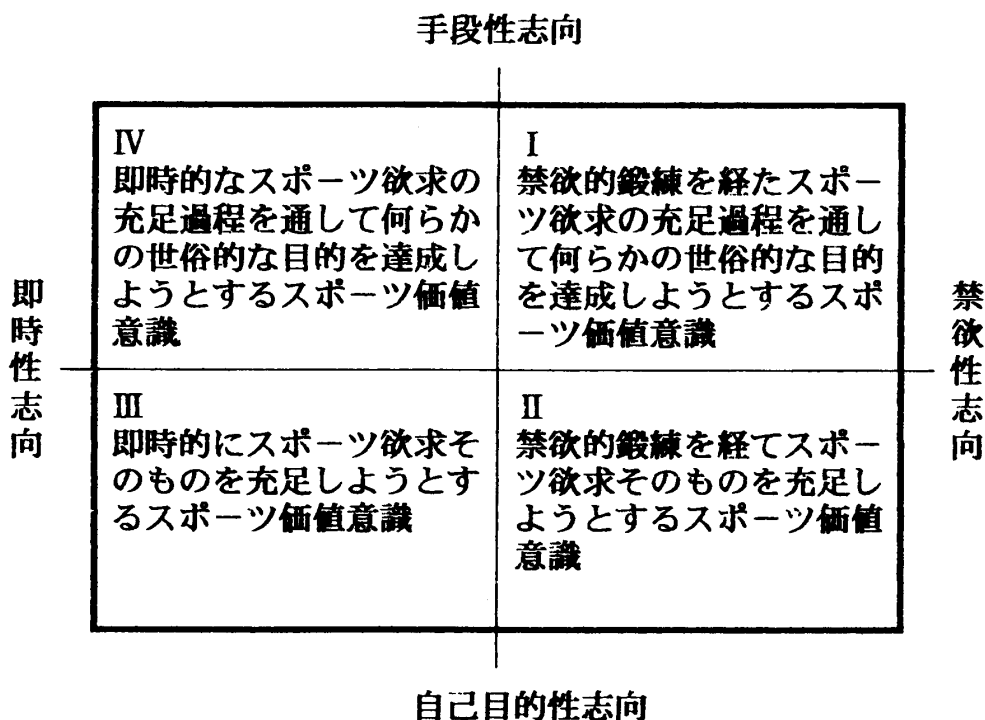 手段性志向
IV
即時的なスポーツ欲求の
充足過程を通して何らか
の世俗的な目的を達成し
ようとするスポーツ価値
意識
I
禁欲的鍛練を経たスポー
ツ欲求の充足過程を通し
て何らかの世俗的な目的
を達成しようとするスポ
ーツ価値意識
即時性志向
禁欲性志向
III
即時的にスポーツ欲求そ
のものを充足しようとす
るスポーツ価値意識
II
禁欲的鍛練を経てスポー
ツ欲求そのものを充足し
ようとするスポーツ価値
意識
自己目的性志向